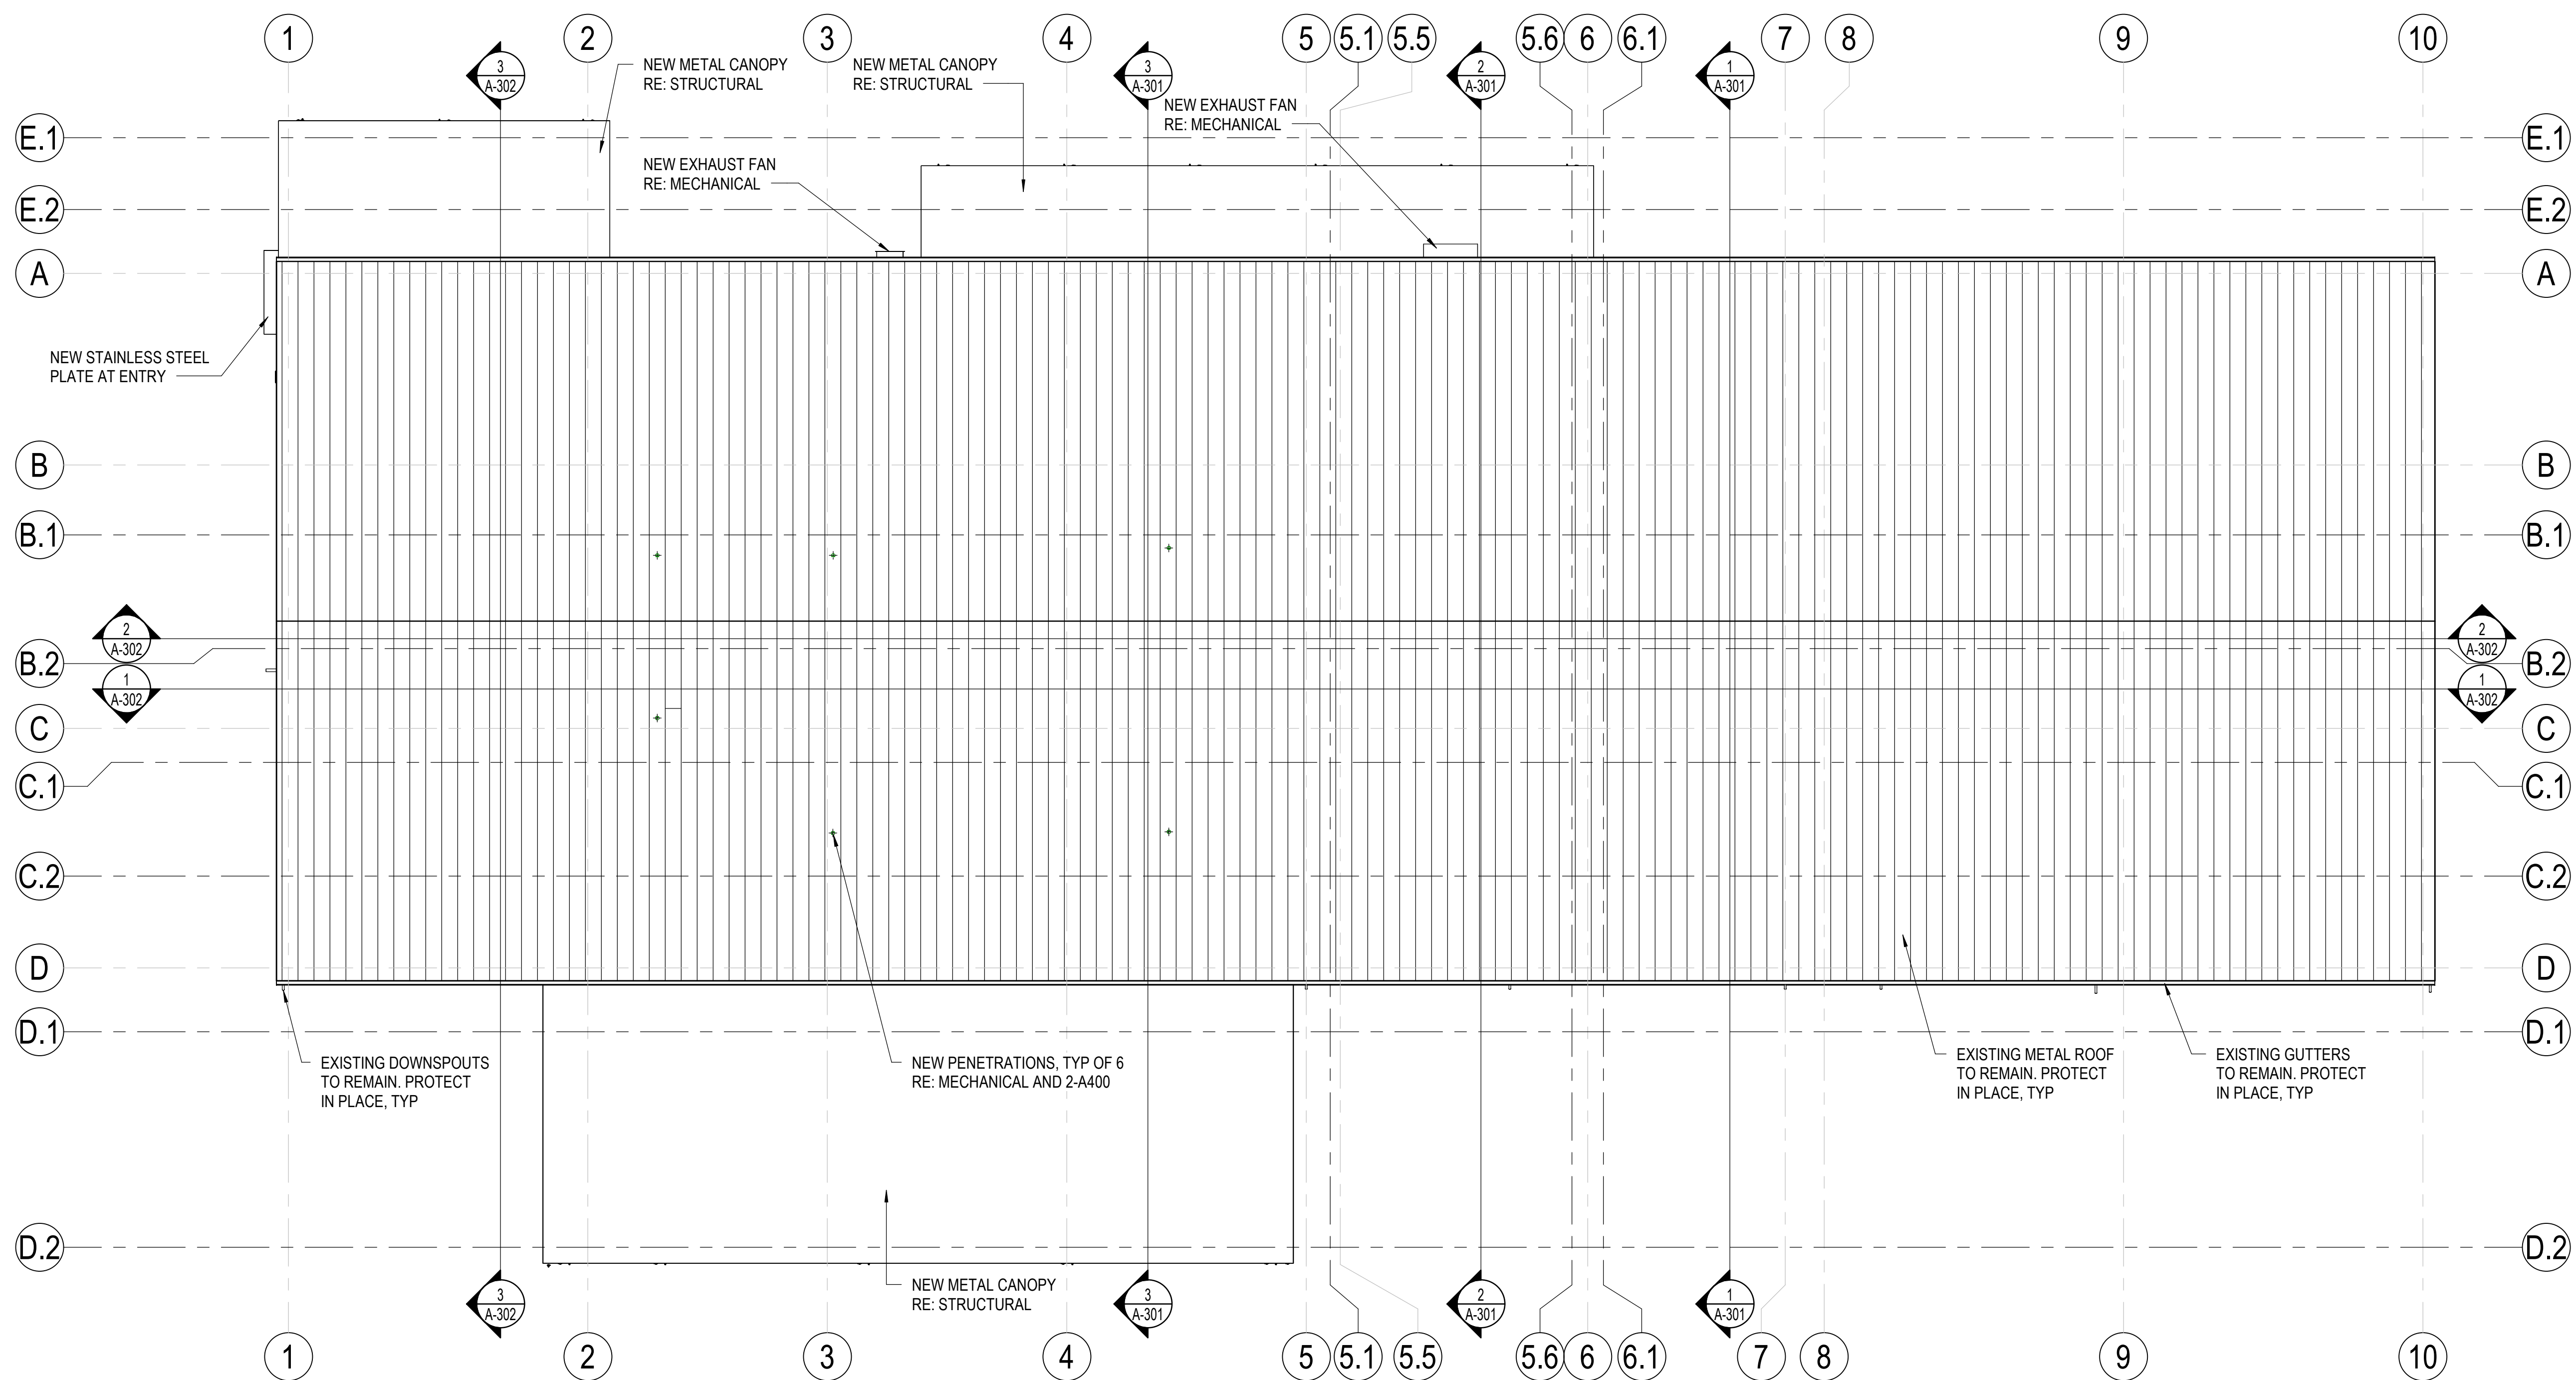 1 2 3 4 5 5.1 5.5 5.6 6 6.1 7 8 9 10
3
A-302
NEW METAL CANOPY
RE: STRUCTURAL
NEW METAL CANOPY
RE: STRUCTURAL
3
A-301
2
A-301
1
A-301
NEW EXHAUST FAN
RE: MECHANICAL
E.1 E.1
NEW EXHAUST FAN
RE: MECHANICAL
E.2 E.2
A A
NEW STAINLESS STEEL
PLATE AT ENTRY
B B
B.1 B.1
2
A-302
2
A-302
B.2 B.2
1
A-302
1
A-302
C C
C.1 C.1
C.2 C.2
D D
D.1 D.1
EXISTING DOWNSPOUTS
TO REMAIN. PROTECT
IN PLACE, TYP
NEW PENETRATIONS, TYP OF 6
RE: MECHANICAL AND 2-A400
EXISTING METAL ROOF
TO REMAIN. PROTECT
IN PLACE, TYP
EXISTING GUTTERS
TO REMAIN. PROTECT
IN PLACE, TYP
D.2 D.2
NEW METAL CANOPY
RE: STRUCTURAL
3
A-302
3
A-301
2
A-301
1
A-301
1 2 3 4 5 5.1 5.5 5.6 6 6.1 7 8 9 10